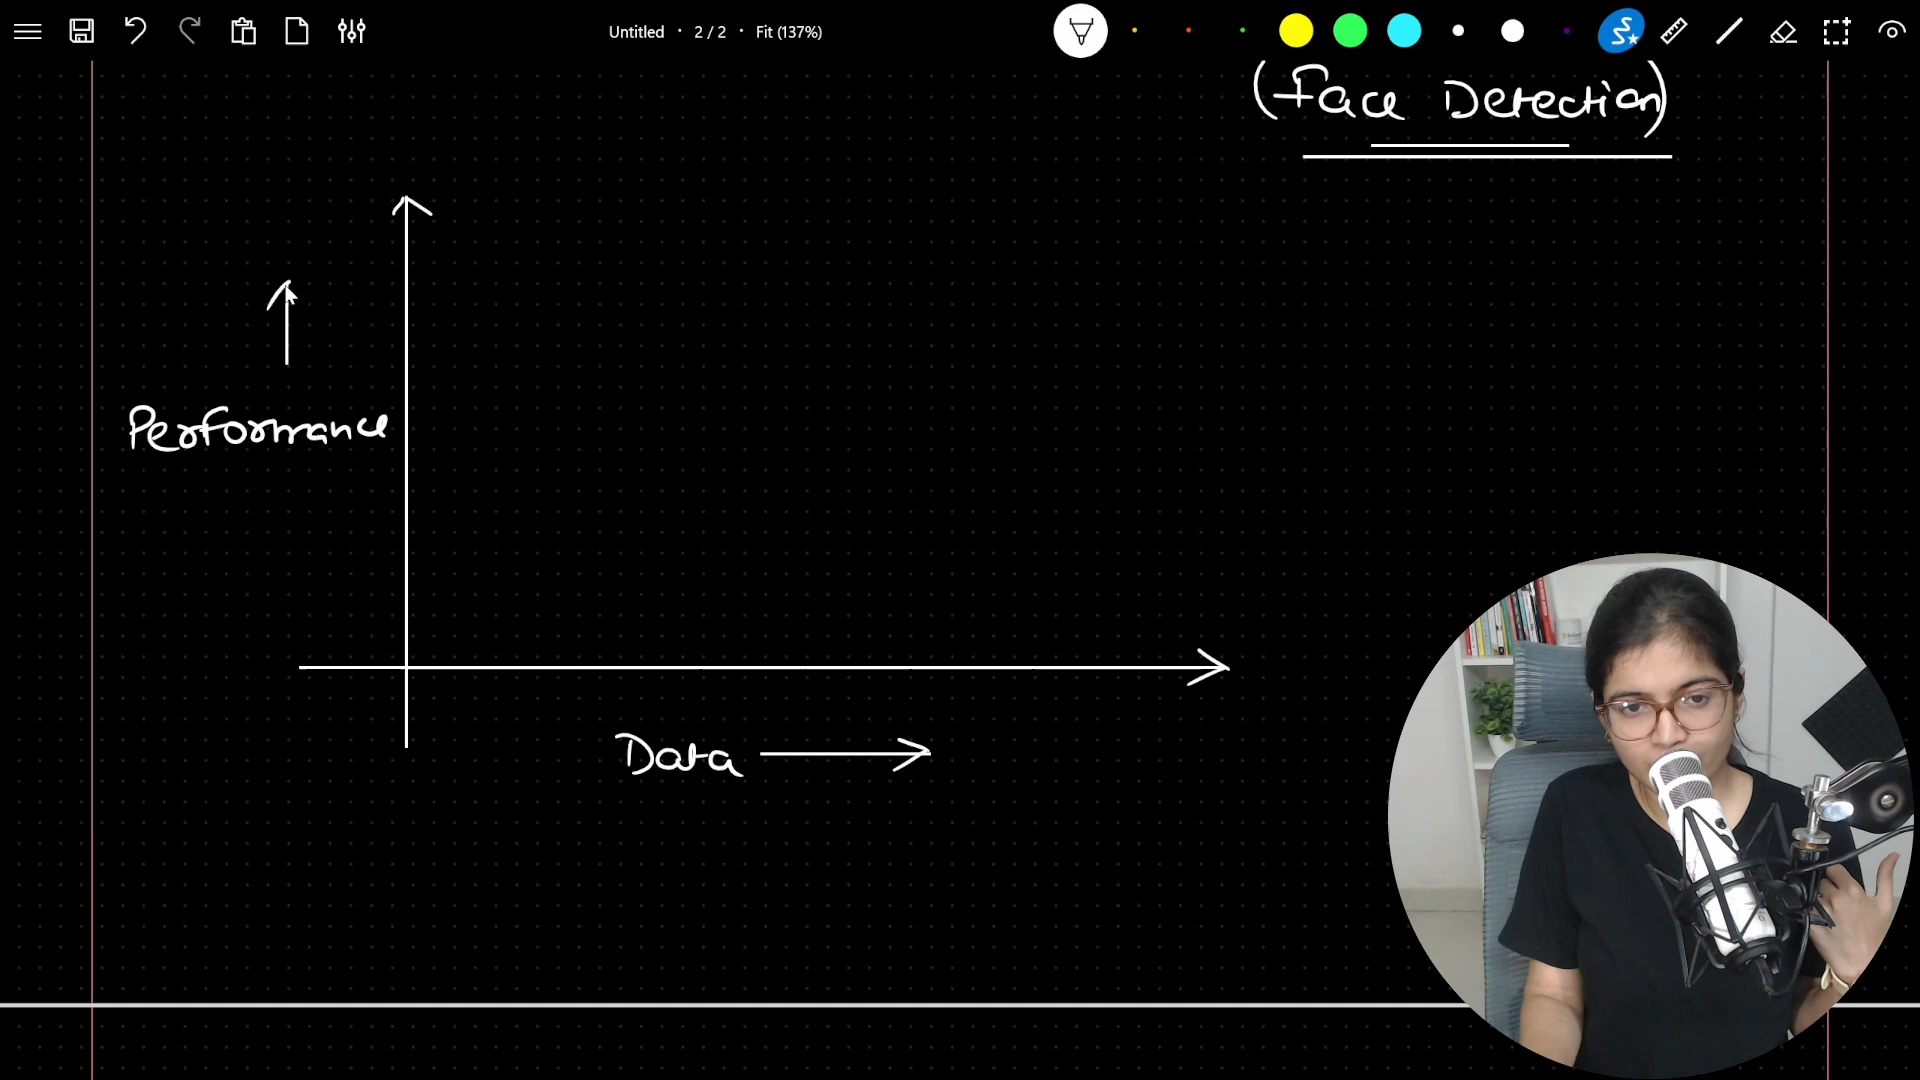 Untitled · 2 / 2 · Fit (137%)
(Face Detection)
Performance
Data